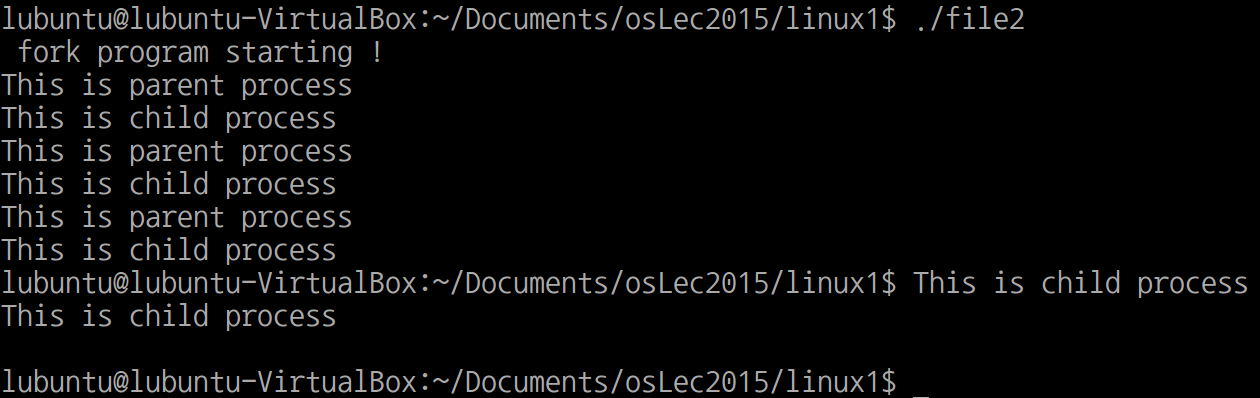 lubuntu@lubuntu-VirtualBox:~/Documents/osLec2015/linux1$ ./file2
 fork program starting !
This is parent process
This is child process
This is parent process
This is child process
This is parent process
This is child process
lubuntu@lubuntu-VirtualBox:~/Documents/osLec2015/linux1$ This is child process
This is child process

lubuntu@lubuntu-VirtualBox:~/Documents/osLec2015/linux1$